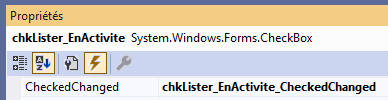 Propriétés
chkLister_EnActivite System.Windows.Forms.CheckBox
CheckedChanged chkLister_EnActivite_CheckedChanged